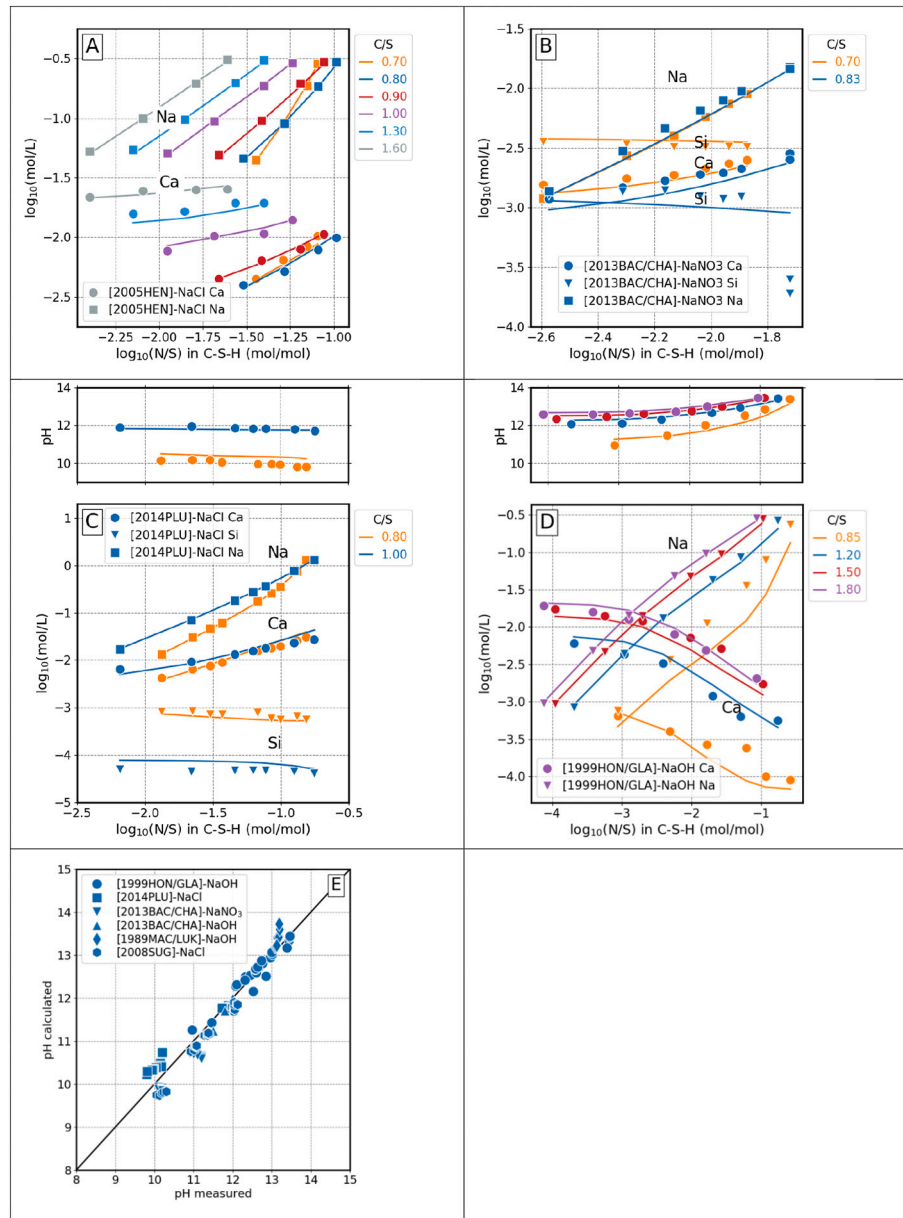 A
C/S
0.70
0.80
0.90
1.00
1.30
1.60
Na
Ca
[2005HEN]-NaCl Ca
[2005HEN]-NaCl Na
log10(mol/L)
−0.5
−1.0
−1.5
−2.0
−2.5
−2.25 −2.00 −1.75 −1.50 −1.25 −1.00
log10(N/S) in C-S-H (mol/mol)
B
C/S
0.70
0.83
Na
Si
Ca
Si
[2013BAC/CHA]-NaNO3 Ca
[2013BAC/CHA]-NaNO3 Si
[2013BAC/CHA]-NaNO3 Na
log10(mol/L)
−1.5
−2.0
−2.5
−3.0
−3.5
−4.0
−2.6 −2.4 −2.2 −2.0 −1.8
log10(N/S) in C-S-H (mol/mol)
pH
14
12
10
C
[2014PLU]-NaCl Ca
[2014PLU]-NaCl Si
[2014PLU]-NaCl Na
C/S
0.80
1.00
Na
Ca
Si
log10(mol/L)
1
0
−1
−2
−3
−4
−5
−2.5 −2.0 −1.5 −1.0 −0.5
log10(N/S) in C-S-H (mol/mol)
pH
14
12
10
D
C/S
0.85
1.20
1.50
1.80
Na
Ca
[1999HON/GLA]-NaOH Ca
[1999HON/GLA]-NaOH Na
log10(mol/L)
−0.5
−1.0
−1.5
−2.0
−2.5
−3.0
−3.5
−4.0
−4 −3 −2 −1
log10(N/S) in C-S-H (mol/mol)
E
[1999HON/GLA]-NaOH
[2014PLU]-NaCl
[2013BAC/CHA]-NaNO3
[2013BAC/CHA]-NaOH
[1989MAC/LUK]-NaOH
[2008SUG]-NaCl
pH calculated
15
14
13
12
11
10
9
8
8 9 10 11 12 13 14 15
pH measured